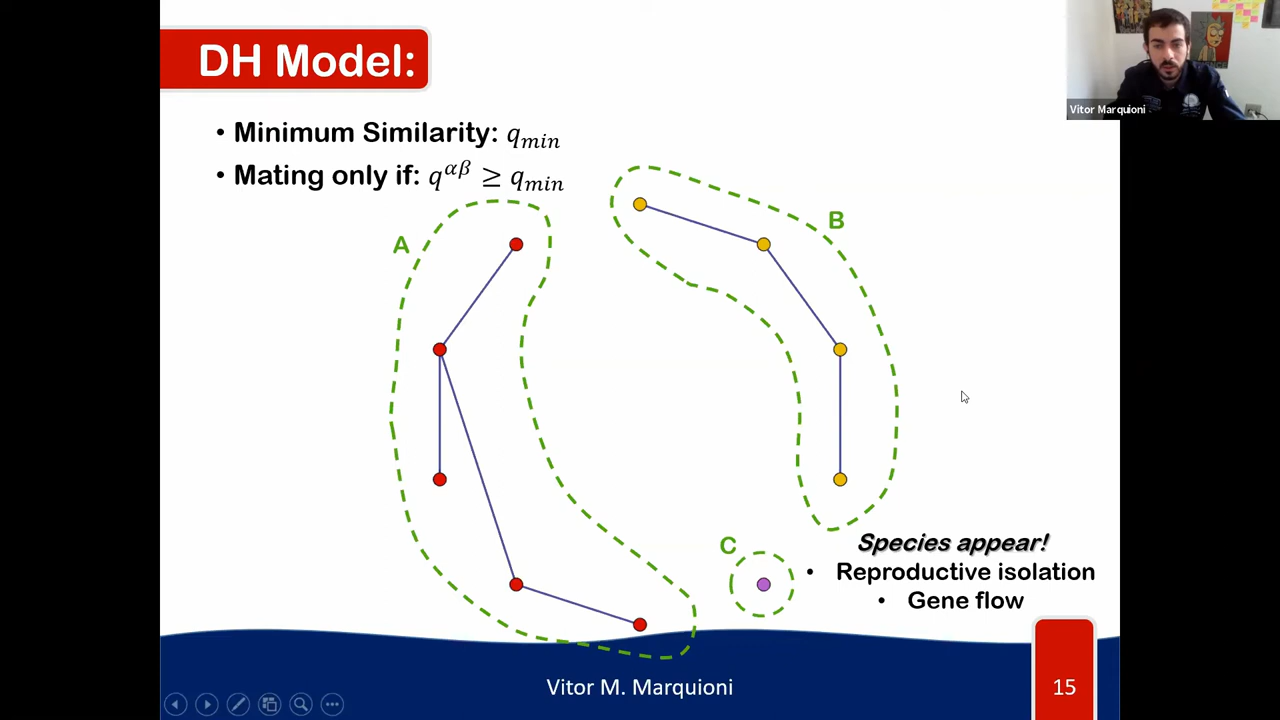 DH Model:
• Minimum Similarity: q_min
• Mating only if: q^αβ ≥ q_min
A
B
C
Species appear!
• Reproductive isolation
• Gene flow
Vitor M. Marquioni
15
Vitor Marquioni